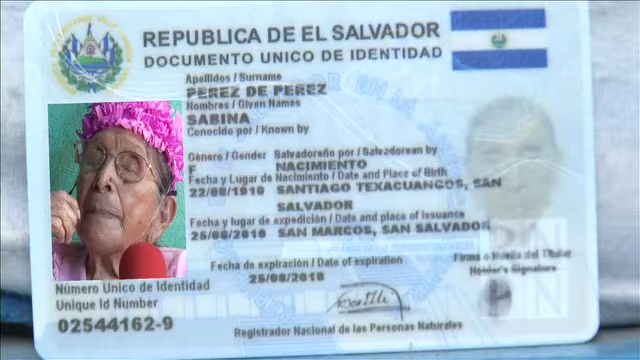 REPUBLICA DE EL SALVADOR
DOCUMENTO UNICO DE IDENTIDAD
Apellidos / Surname
PEREZ DE PEREZ
Nombres / Given Names
SABINA
Conocido por / Known by
Género / Gender Salvadoreño por / Salvadorean by
F NACIMIENTO
Fecha y Lugar de Nacimiento / Date and Place of Birth
22/08/1910 SANTIAGO TEXACUANGOS, SAN
SALVADOR
Fecha y lugar de expedición / Date and place of Issuance
25/08/2010 SAN MARCOS, SAN SALVADOR
Fecha de expiración / Date of expiration
25/08/2018
Firma o Huella del Titular
Holder's Signature
Número Unico de Identidad
Unique Id Number
02544162-9
Registrador Nacional de las Personas Naturales